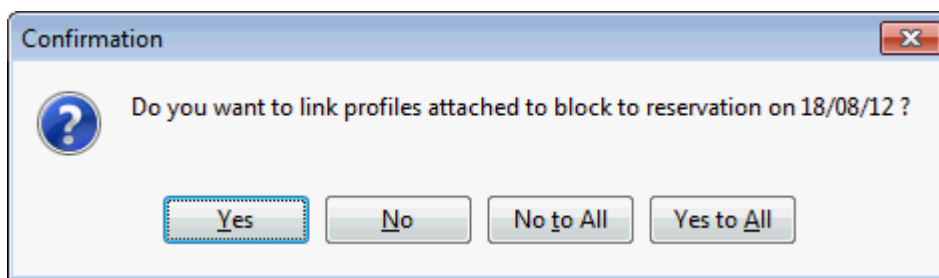 Confirmation
Do you want to link profiles attached to block to reservation on 18/08/12 ?
Yes No No to All Yes to All